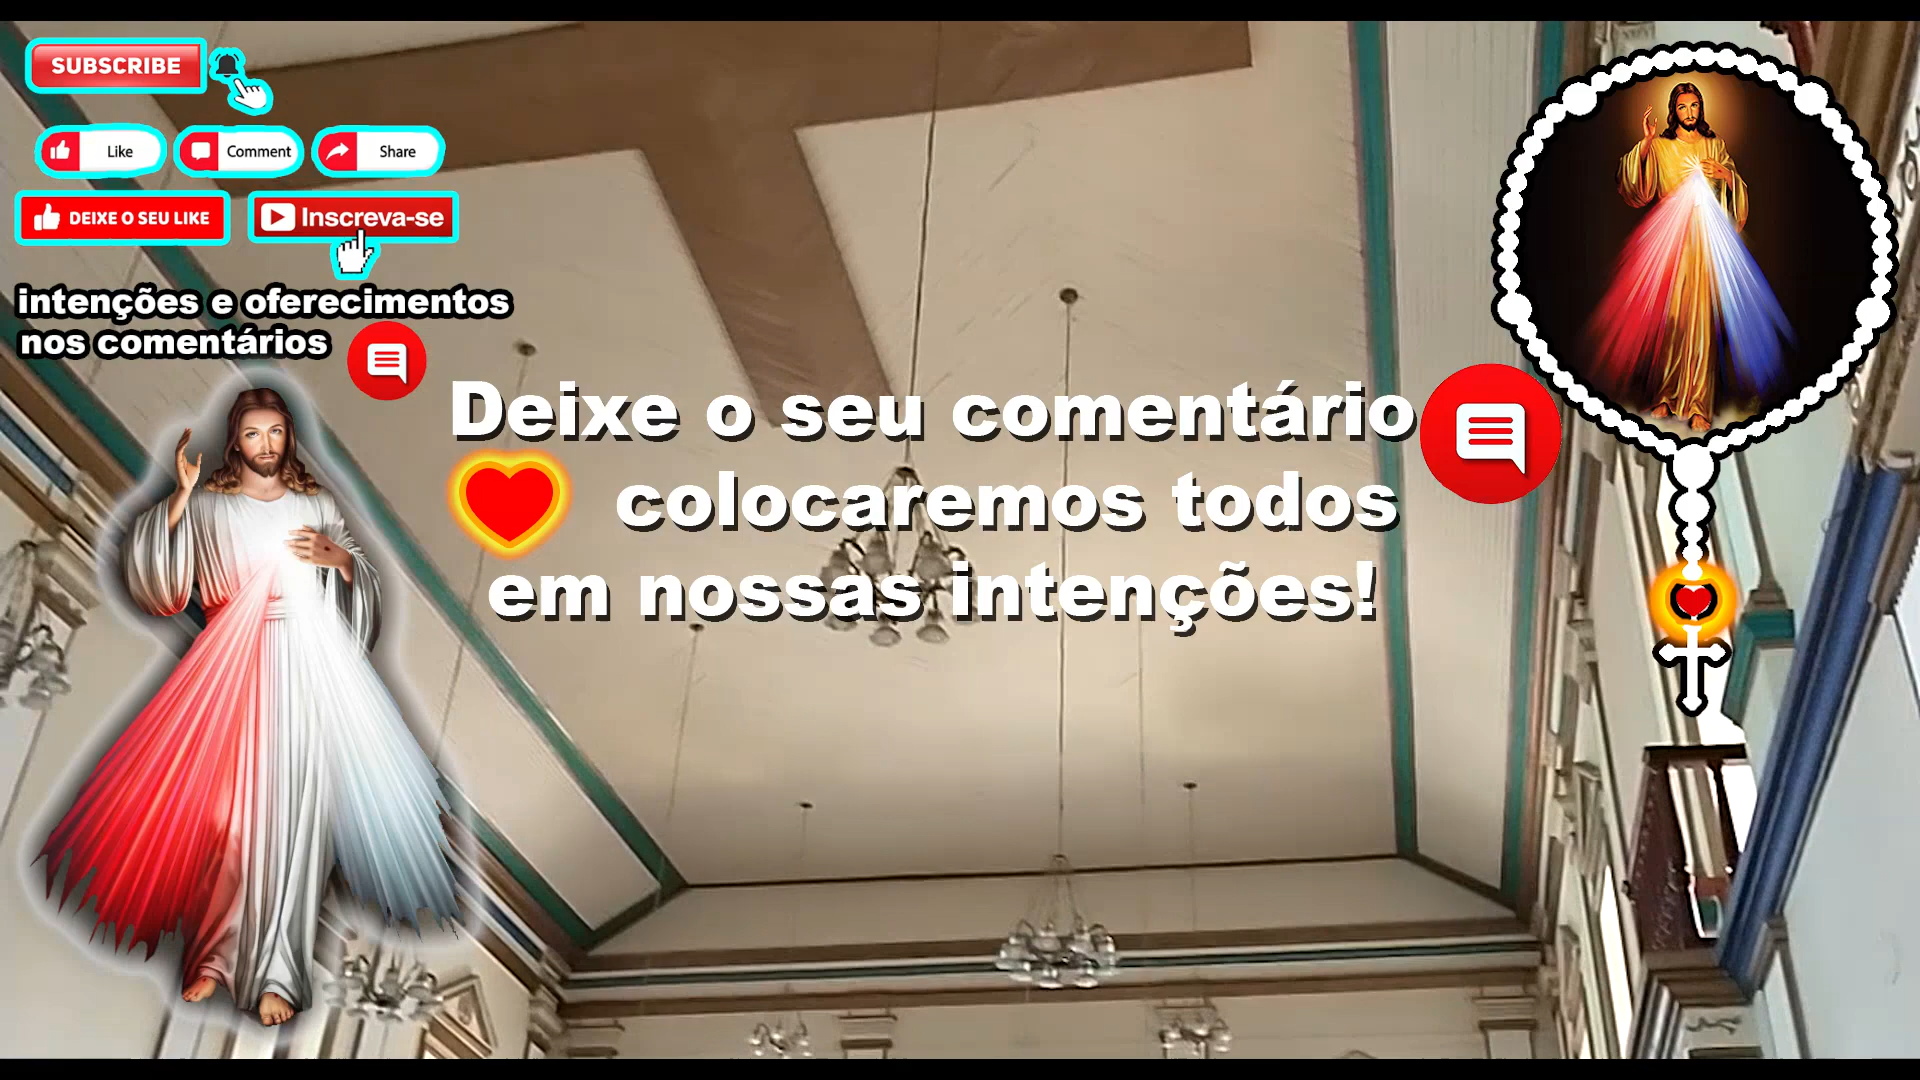 SUBSCRIBE
Like
Comment
Share
DEIXE O SEU LIKE
Inscreva-se
intenções e oferecimentos
nos comentários
Deixe o seu comentário
colocaremos todos
em nossas intenções!